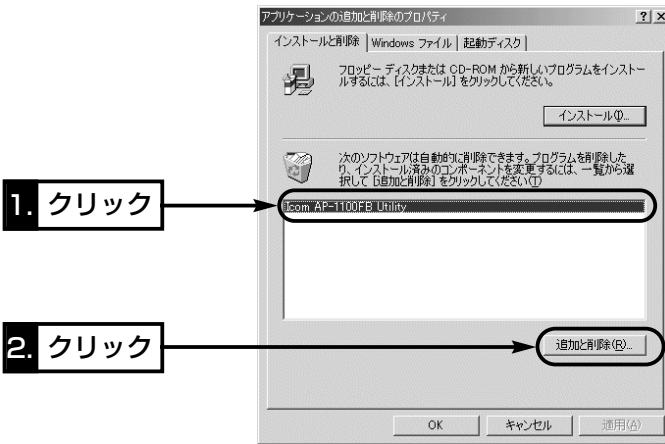 アプリケーションの追加と削除のプロパティ
? ×
インストールと削除 Windows ファイル 起動ディスク
フロッピー ディスクまたは CD-ROM から新しいプログラムをインストー
ルするには、[インストール] をクリックしてください。
インストール(I)...
次のソフトウェアは自動的に削除できます。プログラムを削除した
り、インストール済みのコンポーネントを変更するには、一覧から選
択して [追加と削除] をクリックしてください(T)
1. クリック
Icom AP-1100FB Utility
2. クリック
追加と削除(R)...
OK キャンセル 適用(A)